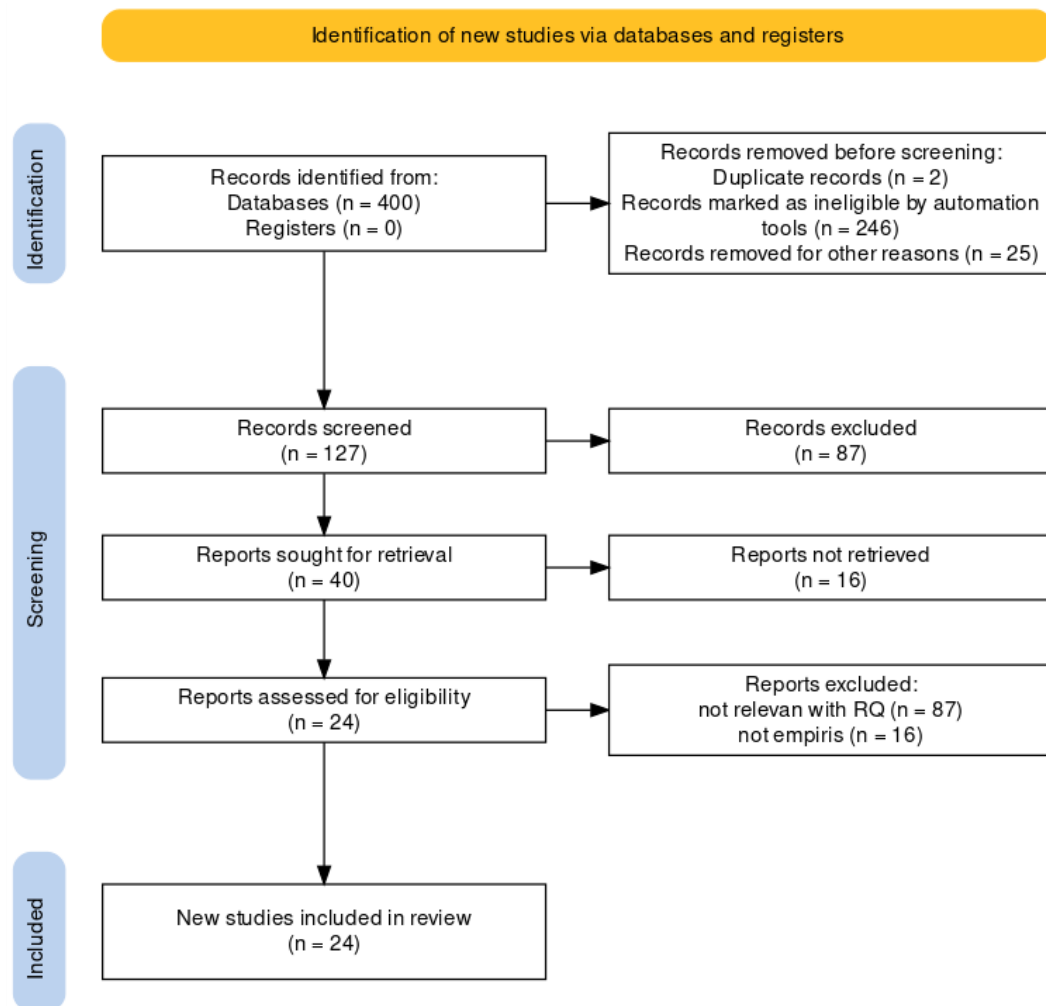 Identification of new studies via databases and registers
Identification
Records identified from:
Databases (n = 400)
Registers (n = 0)
Records removed before screening:
Duplicate records (n = 2)
Records marked as ineligible by automation
tools (n = 246)
Records removed for other reasons (n = 25)
Screening
Records screened
(n = 127)
Records excluded
(n = 87)
Reports sought for retrieval
(n = 40)
Reports not retrieved
(n = 16)
Reports assessed for eligibility
(n = 24)
Reports excluded:
not relevan with RQ (n = 87)
not empiris (n = 16)
Included
New studies included in review
(n = 24)